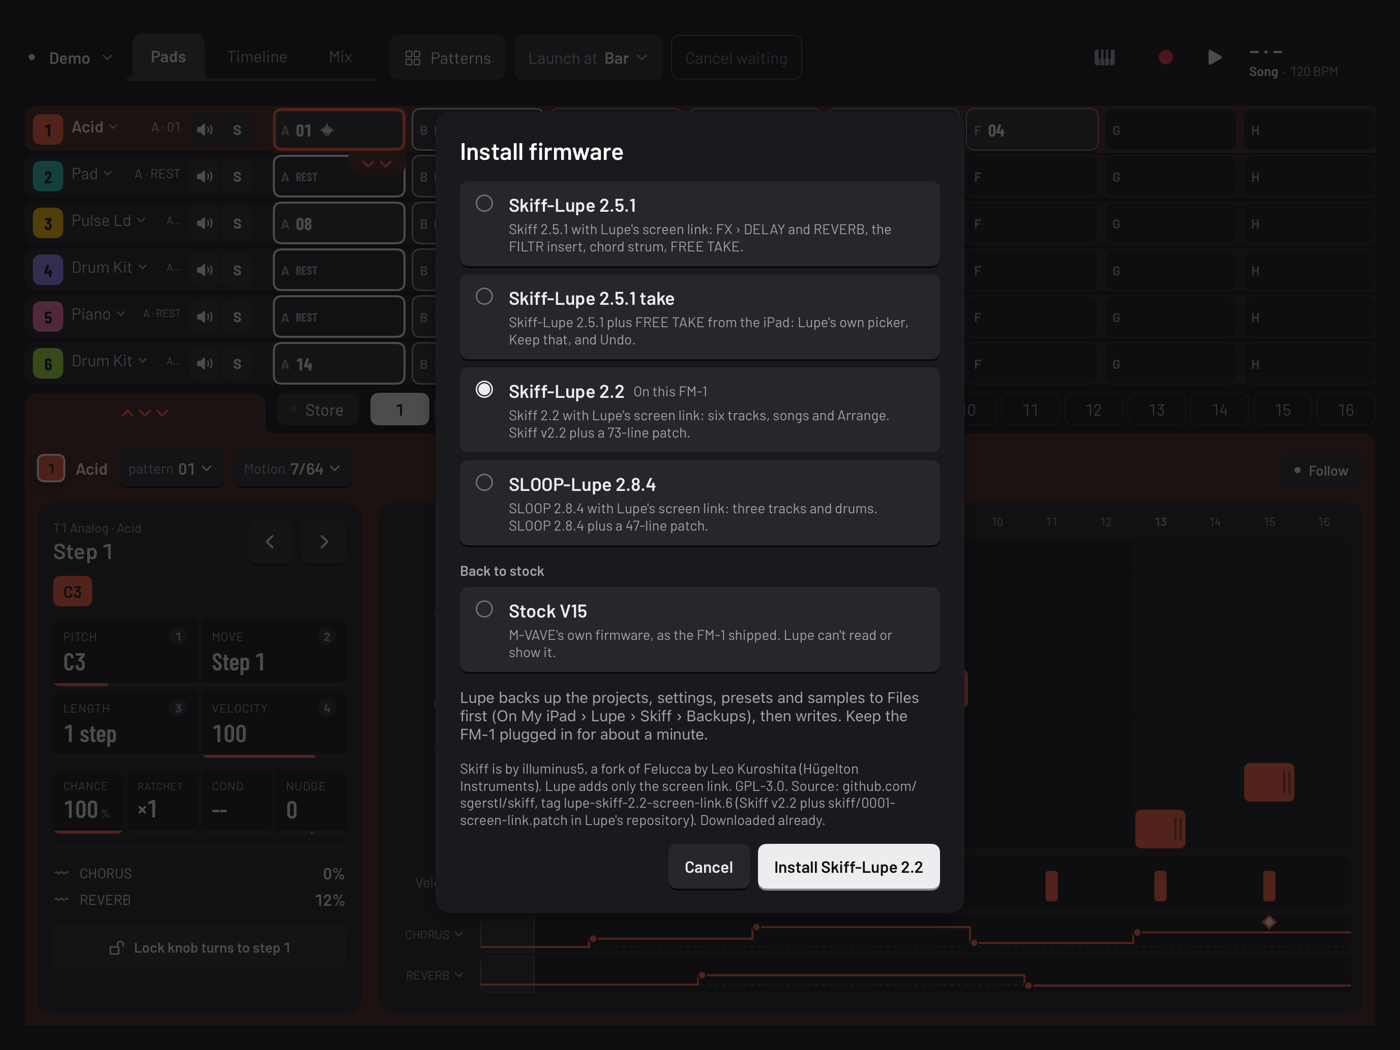 Demo
Pads
Timeline
Mix
Patterns
Launch at Bar
Cancel waiting
Song · 120 BPM
1 Acid A · 01 S A 01 B F 04 G H
2 Pad A · REST S A REST B F G H
3 Pulse Ld A... S A 08 B F G H
4 Drum Kit A... S A REST B F G H
5 Piano A · REST S A REST B F G H
6 Drum Kit A... S A 14 B F G H
Store 1 11 12 13 14 15 16
1 Acid pattern 01 Motion 7/64 Follow
T1 Analog · Acid
Step 1
C3
PITCH 1
C3
MOVE 2
Step 1
LENGTH 3
1 step
VELOCITY 4
100
CHANCE
100%
RATCHET
×1
COND
--
NUDGE
0
CHORUS 0%
REVERB 12%
Lock knob turns to step 1
10 11 12 13 14 15 16
CHORUS
REVERB
Install firmware
Skiff-Lupe 2.5.1
Skiff 2.5.1 with Lupe's screen link: FX › DELAY and REVERB, the
FILTR insert, chord strum, FREE TAKE.
Skiff-Lupe 2.5.1 take
Skiff-Lupe 2.5.1 plus FREE TAKE from the iPad: Lupe's own picker,
Keep that, and Undo.
Skiff-Lupe 2.2 On this FM-1
Skiff 2.2 with Lupe's screen link: six tracks, songs and Arrange.
Skiff v2.2 plus a 73-line patch.
SLOOP-Lupe 2.8.4
SLOOP 2.8.4 with Lupe's screen link: three tracks and drums.
SLOOP 2.8.4 plus a 47-line patch.
Back to stock
Stock V15
M-VAVE's own firmware, as the FM-1 shipped. Lupe can't read or
show it.
Lupe backs up the projects, settings, presets and samples to Files
first (On My iPad › Lupe › Skiff › Backups), then writes. Keep the
FM-1 plugged in for about a minute.
Skiff is by illuminus5, a fork of Felucca by Leo Kuroshita (Hügelton
Instruments). Lupe adds only the screen link. GPL-3.0. Source: github.com/
sgerstl/skiff, tag lupe-skiff-2.2-screen-link.6 (Skiff v2.2 plus skiff/0001-
screen-link.patch in Lupe's repository). Downloaded already.
Cancel
Install Skiff-Lupe 2.2